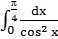 ∫₀^(π/4) dx / cos² x